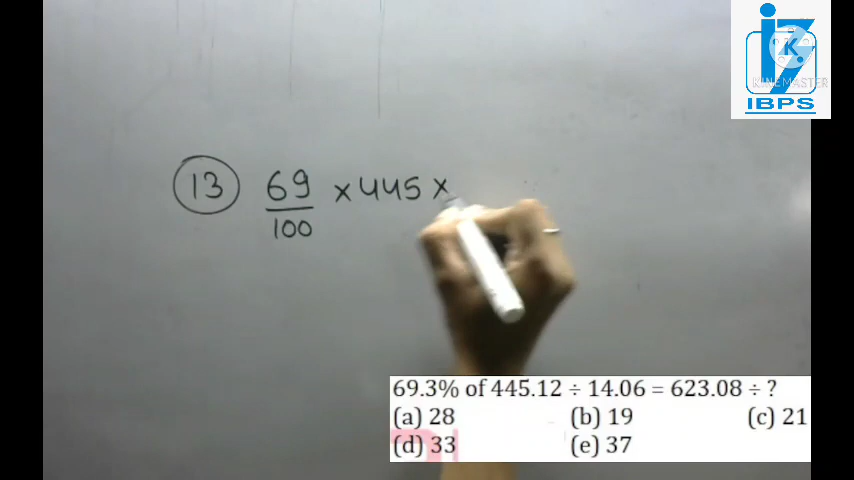 K
KINEMASTER
IBPS
13 69/100 × 445 ×
69.3% of 445.12 ÷ 14.06 = 623.08 ÷ ?
(a) 28 (b) 19 (c) 21
(d) 33 (e) 37